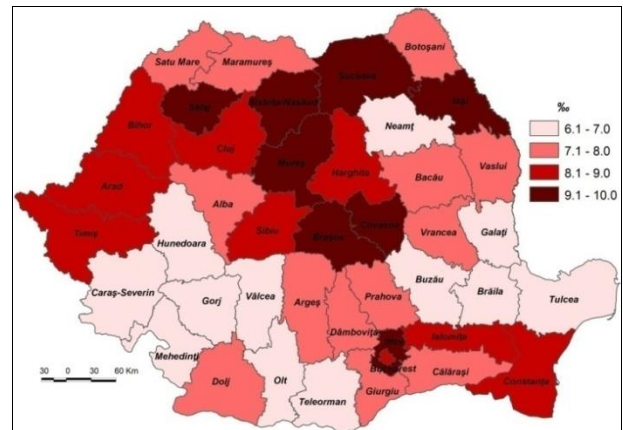 Botoşani
Satu Mare
Maramureş
Suceava
Sălaj
Bistriţa-Năsăud
Iaşi
‰
6.1 - 7.0
7.1 - 8.0
8.1 - 9.0
9.1 - 10.0
Bihor
Cluj
Neamţ
Mureş
Harghita
Bacău
Vaslui
Arad
Alba
Timiş
Sibiu
Braşov
Covasna
Vrancea
Galaţi
Hunedoara
Caraş-Severin
Gorj
Vâlcea
Argeş
Prahova
Buzău
Brăila
Tulcea
Dâmboviţa
Ialomiţa
Mehedinţi
Bucharest
Călăraşi
Constanţa
30 0 30 60 Km
Dolj
Olt
Giurgiu
Teleorman